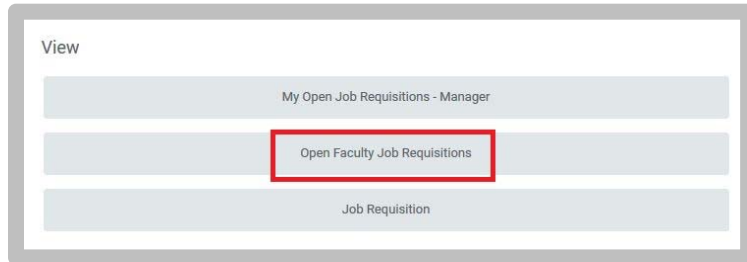 View
My Open Job Requisitions - Manager
Open Faculty Job Requisitions
Job Requisition